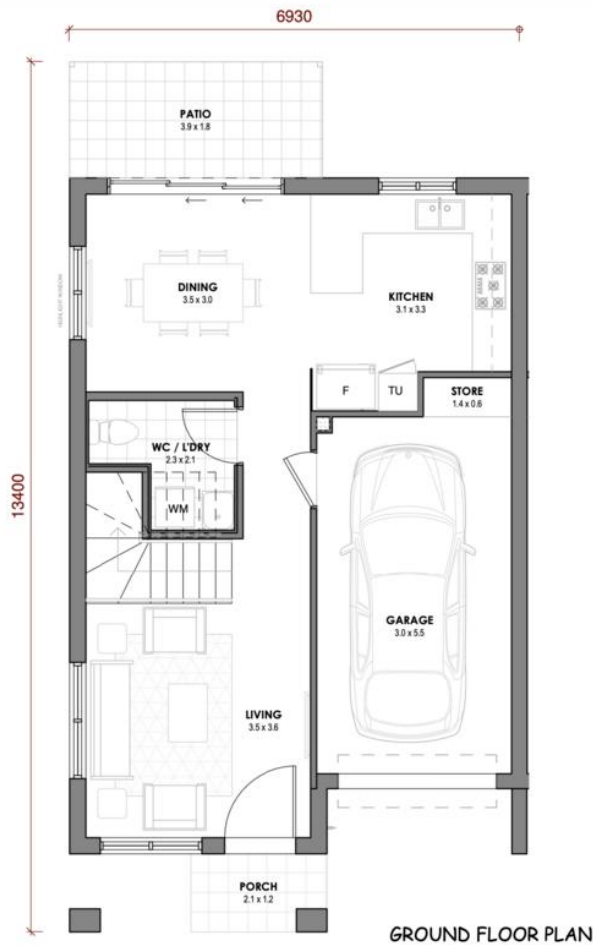 6930
PATIO
3.9 x 1.8
HIGHLIGHT WINDOW
DINING
3.5 x 3.0
KITCHEN
3.1 x 3.3
F
TU
STORE
1.4 x 0.6
WC / L'DRY
2.3 x 2.1
WM
13400
GARAGE
3.0 x 5.5
LIVING
3.5 x 3.6
PORCH
2.1 x 1.2
GROUND FLOOR PLAN